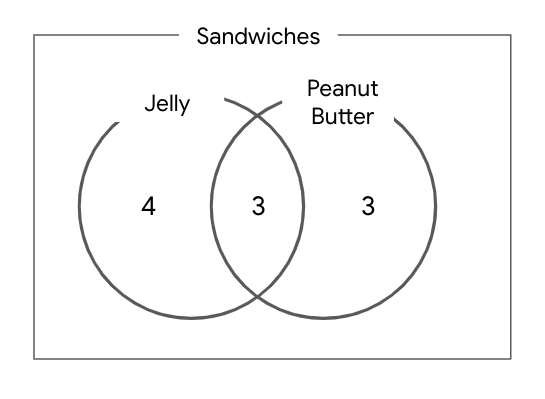 Sandwiches
Jelly
Peanut
Butter
4 3 3